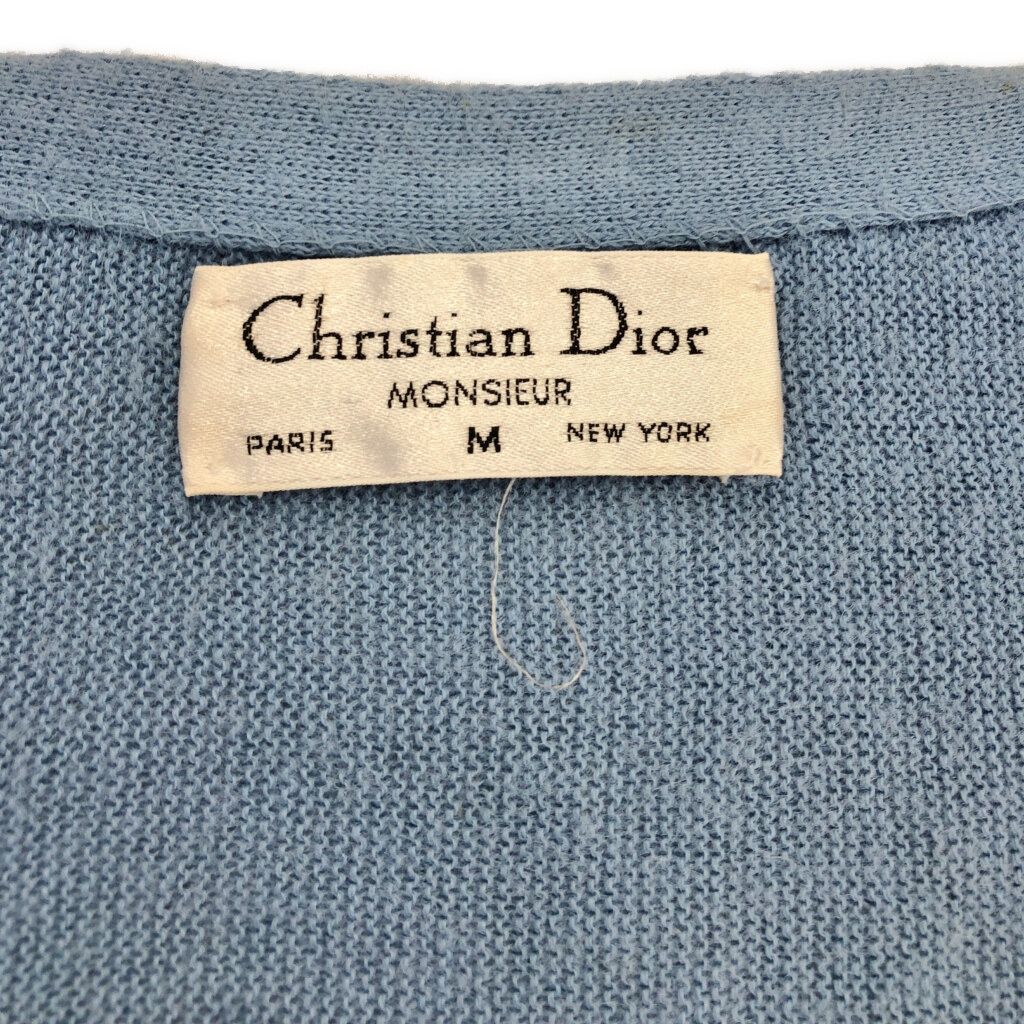 Christian Dior
MONSIEUR
PARIS M NEW YORK